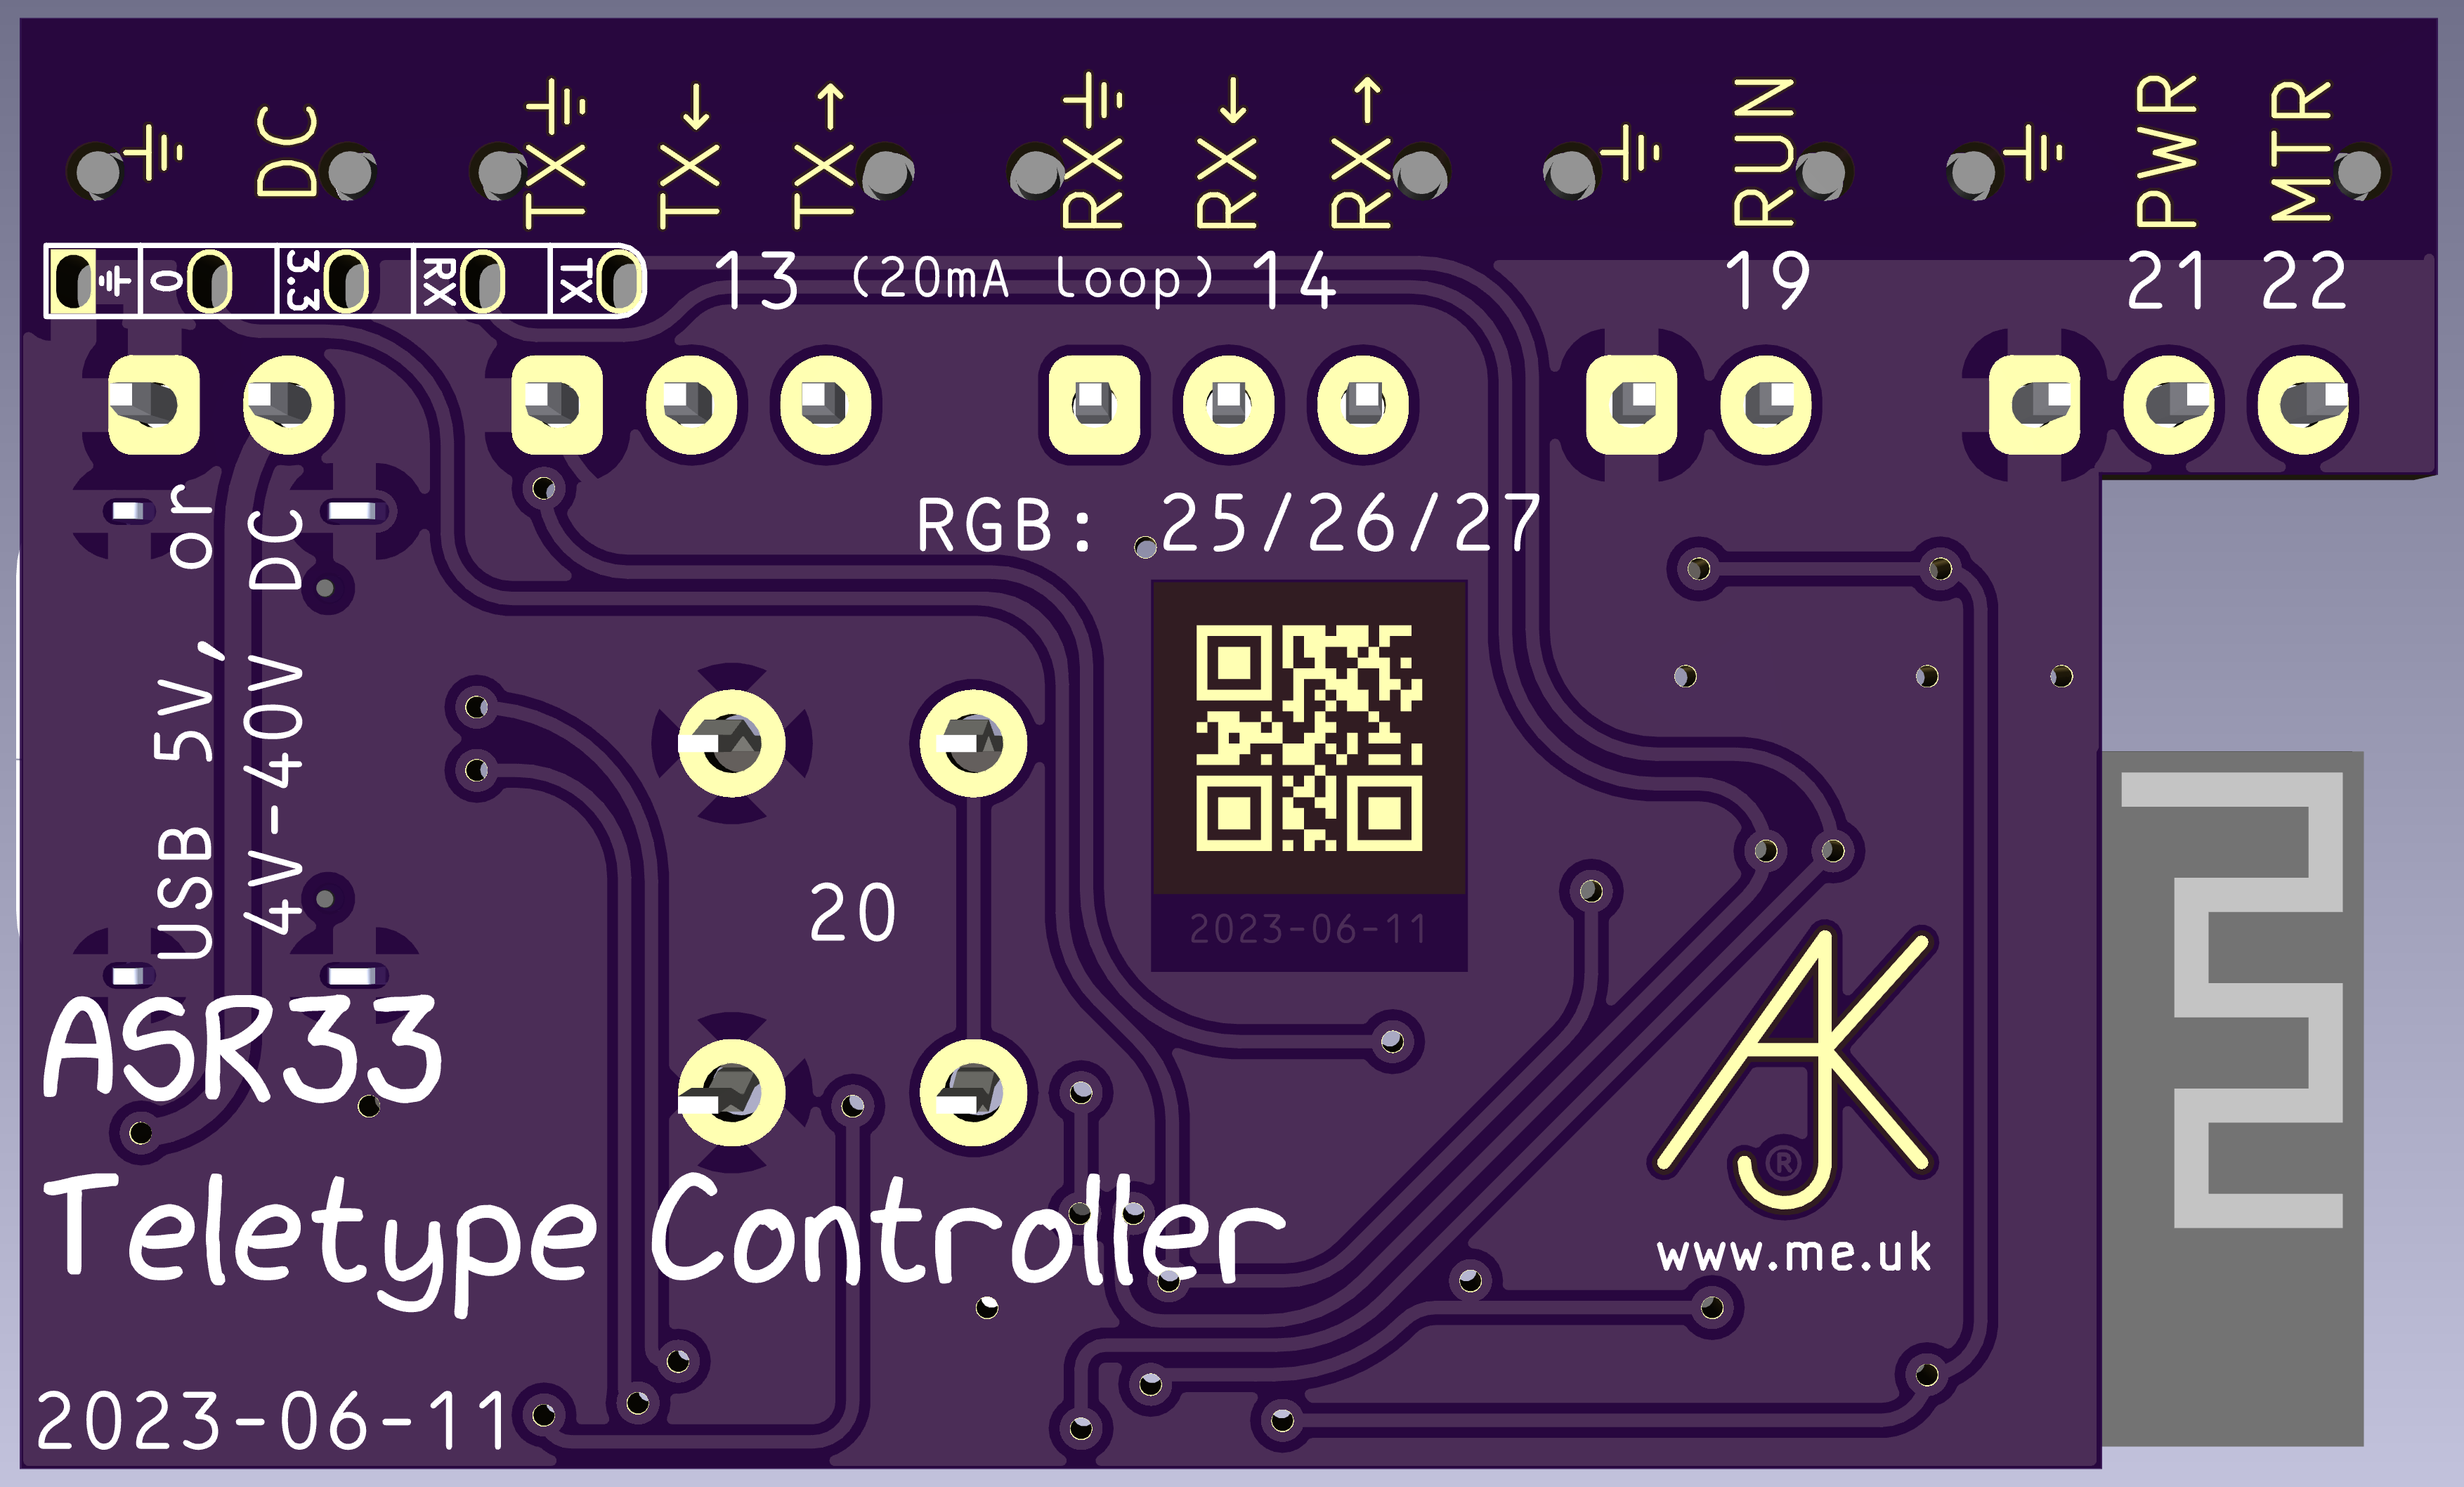 DC TX TX ↓ TX ↑ RX RX ↓ RX ↑ RUN PWR MTR
0 3.3 RX TX 13 (20mA loop) 14 19 21 22
RGB: 25/26/27
USB 5V, or
4V-40V DC
20
2023-06-11
ASR33
Teletype Controller
AJK
®
www.me.uk
2023-06-11